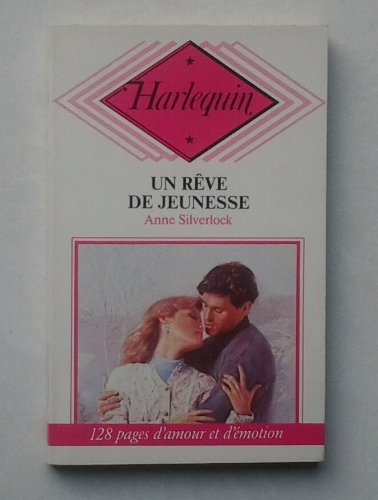 Harlequin
UN RÊVE
DE JEUNESSE
Anne Silverlock
128 pages d'amour et d'émotion